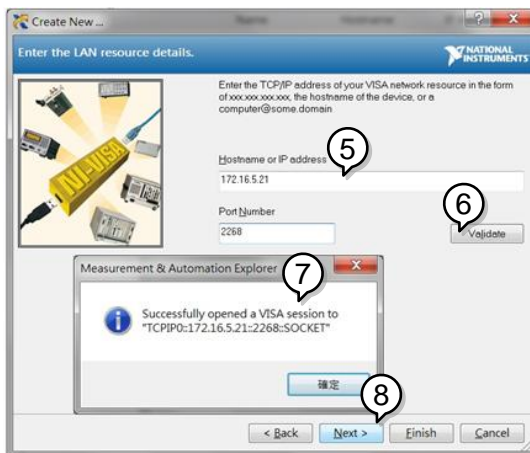 Create New ...
Enter the LAN resource details.
NATIONAL
INSTRUMENTS
Enter the TCP/IP address of your VISA network resource in the form
of xxx.xxx.xxx.xxx, the hostname of the device, or a
computer@some.domain.
NI-VISA
5
Hostname or IP address
172.16.5.21
Port Number
2268
6
Validate
7
Measurement & Automation Explorer
Successfully opened a VISA session to
"TCPIP0::172.16.5.21::2268::SOCKET"
確定
8
< Back
Next >
Finish
Cancel